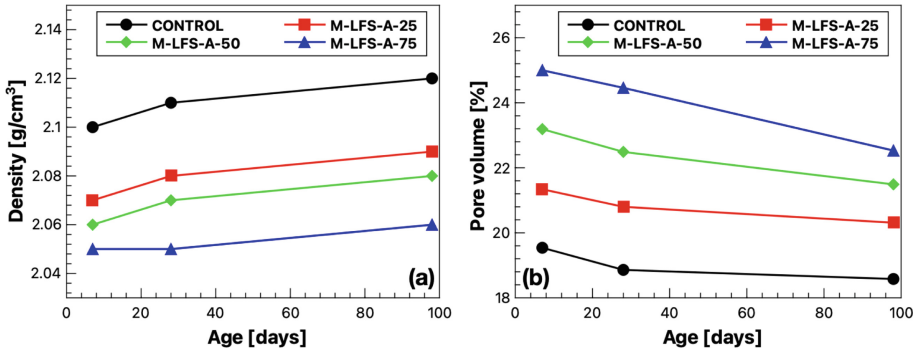 2.14
2.12
2.1
2.08
2.06
2.04
Density [g/cm³]
CONTROL M-LFS-A-25
M-LFS-A-50 M-LFS-A-75
(a)
0 20 40 60 80 100
Age [days]
26
24
22
20
18
Pore volume [%]
CONTROL M-LFS-A-25
M-LFS-A-50 M-LFS-A-75
(b)
0 20 40 60 80 100
Age [days]